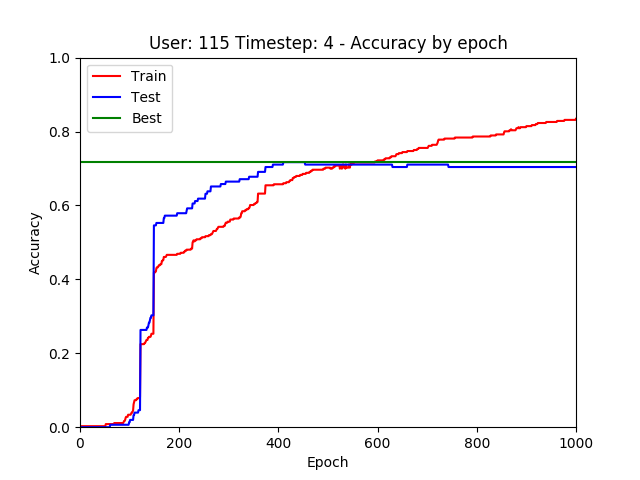 User: 115 Timestep: 4 - Accuracy by epoch
1.0
0.8
0.6
0.4
0.2
0.0
Accuracy
Train
Test
Best
0 200 400 600 800 1000
Epoch